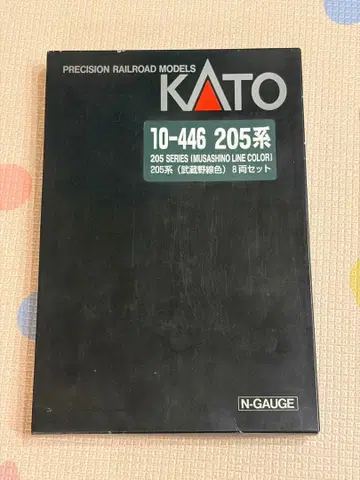 PRECISION RAILROAD MODELS
KATO
10-446 205系
205 SERIES (MUSASHINO LINE COLOR)
205系(武蔵野線色) 8両セット
N-GAUGE